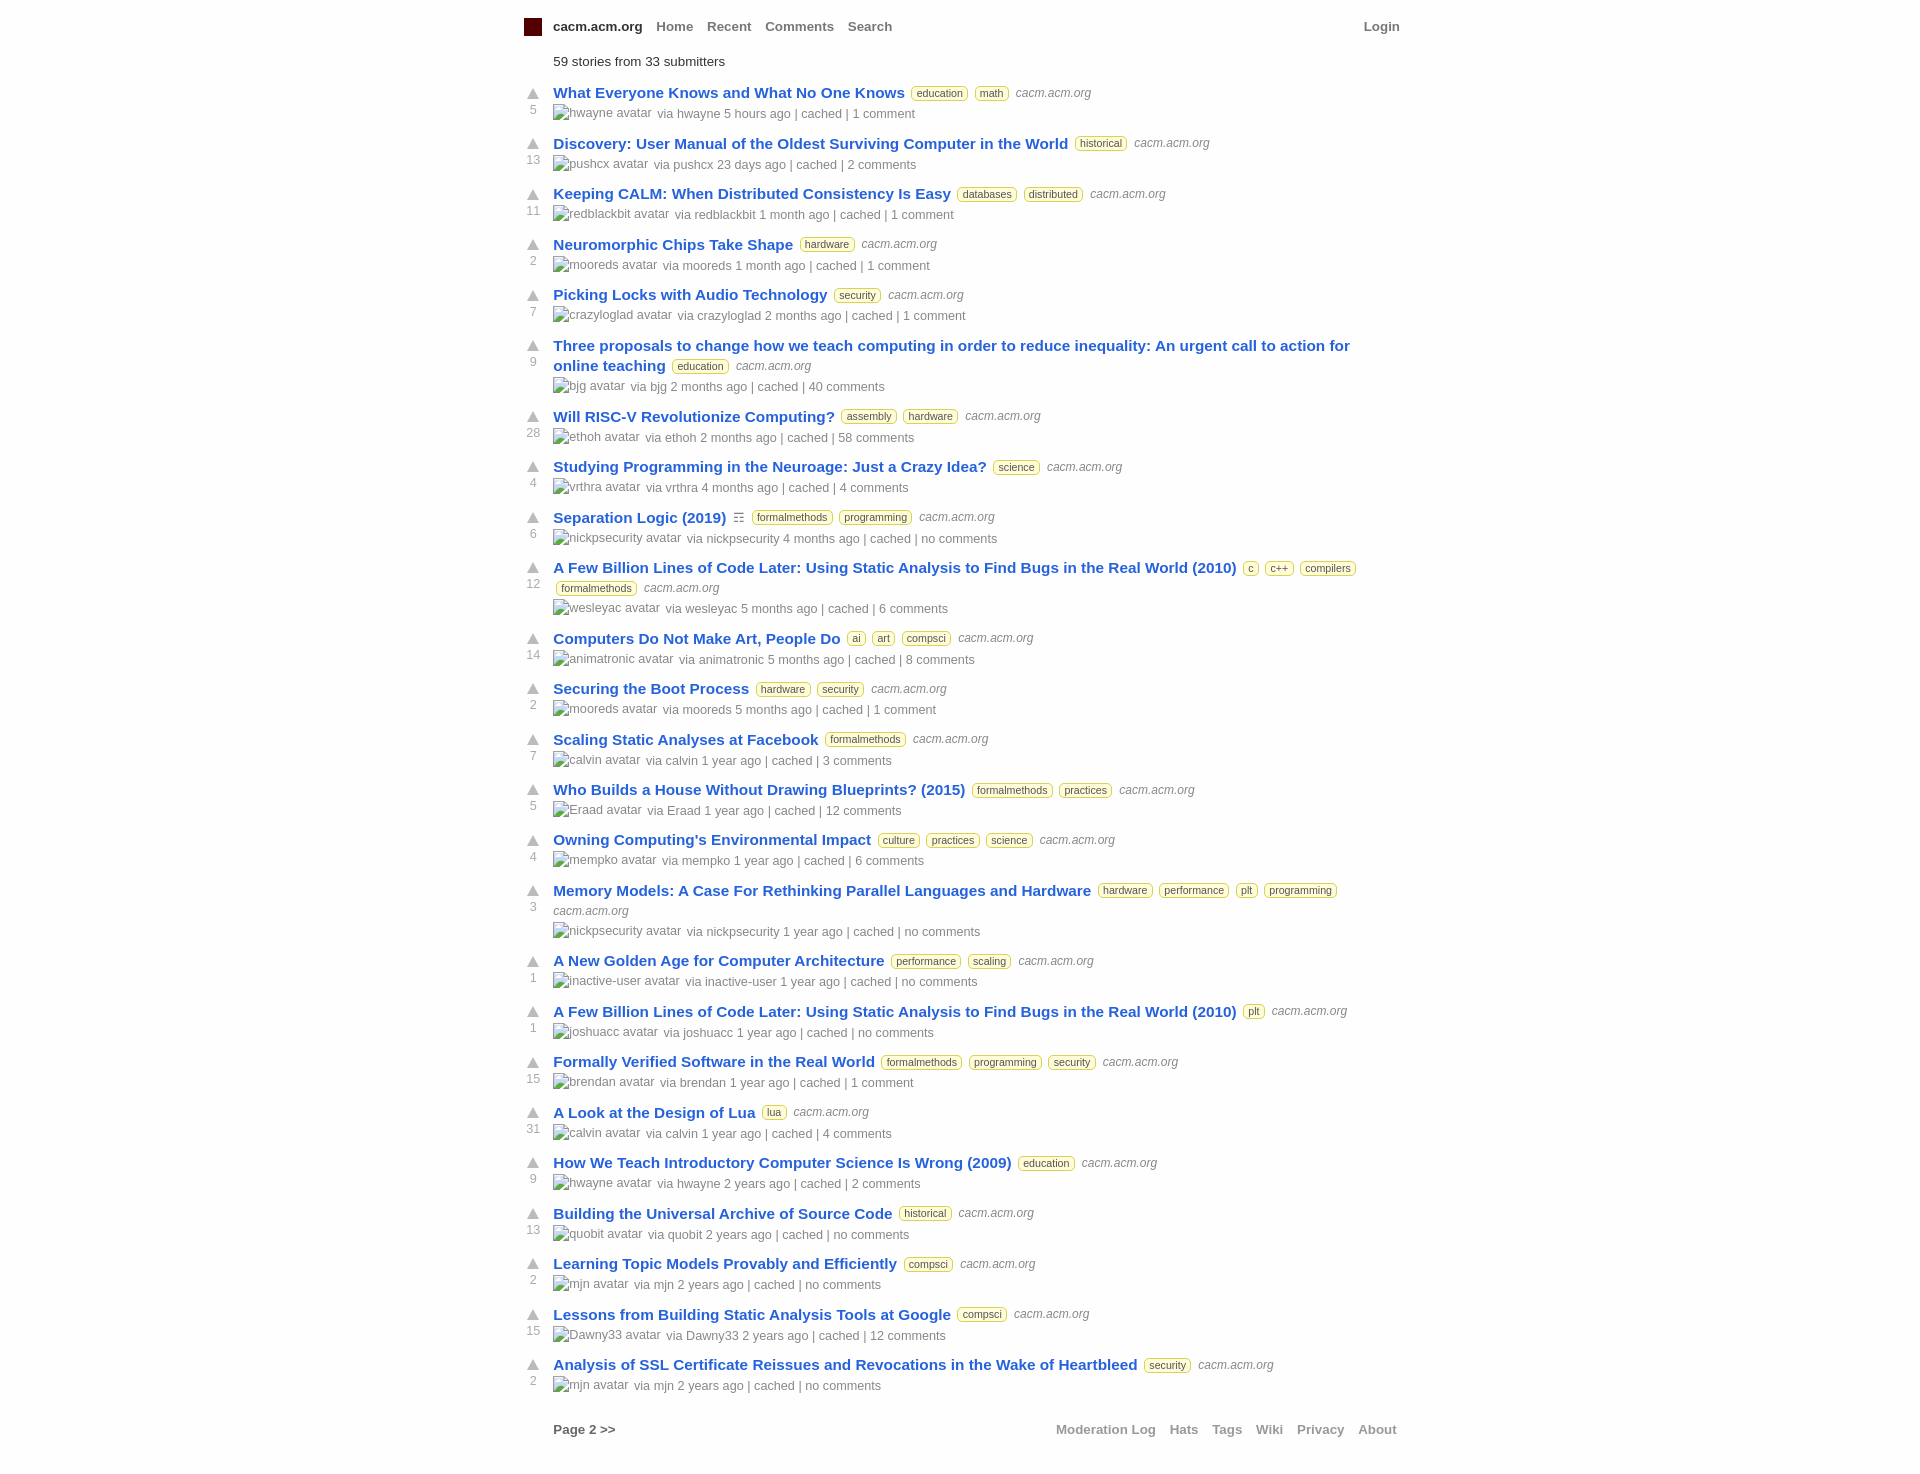 cacm.acm.org Home Recent Comments Search Login
59 stories from 33 submitters
What Everyone Knows and What No One Knows education math cacm.acm.org
5 hwayne avatar via hwayne 5 hours ago | cached | 1 comment
Discovery: User Manual of the Oldest Surviving Computer in the World historical cacm.acm.org
13 pushcx avatar via pushcx 23 days ago | cached | 2 comments
Keeping CALM: When Distributed Consistency Is Easy databases distributed cacm.acm.org
11 redblackbit avatar via redblackbit 1 month ago | cached | 1 comment
Neuromorphic Chips Take Shape hardware cacm.acm.org
2 mooreds avatar via mooreds 1 month ago | cached | 1 comment
Picking Locks with Audio Technology security cacm.acm.org
7 crazyloglad avatar via crazyloglad 2 months ago | cached | 1 comment
Three proposals to change how we teach computing in order to reduce inequality: An urgent call to action for
9 online teaching education cacm.acm.org
bjg avatar via bjg 2 months ago | cached | 40 comments
Will RISC-V Revolutionize Computing? assembly hardware cacm.acm.org
28 ethoh avatar via ethoh 2 months ago | cached | 58 comments
Studying Programming in the Neuroage: Just a Crazy Idea? science cacm.acm.org
4 vrthra avatar via vrthra 4 months ago | cached | 4 comments
Separation Logic (2019) ☶ formalmethods programming cacm.acm.org
6 nickpsecurity avatar via nickpsecurity 4 months ago | cached | no comments
A Few Billion Lines of Code Later: Using Static Analysis to Find Bugs in the Real World (2010) c c++ compilers
12 formalmethods cacm.acm.org
wesleyac avatar via wesleyac 5 months ago | cached | 6 comments
Computers Do Not Make Art, People Do ai art compsci cacm.acm.org
14 animatronic avatar via animatronic 5 months ago | cached | 8 comments
Securing the Boot Process hardware security cacm.acm.org
2 mooreds avatar via mooreds 5 months ago | cached | 1 comment
Scaling Static Analyses at Facebook formalmethods cacm.acm.org
7 calvin avatar via calvin 1 year ago | cached | 3 comments
Who Builds a House Without Drawing Blueprints? (2015) formalmethods practices cacm.acm.org
5 Eraad avatar via Eraad 1 year ago | cached | 12 comments
Owning Computing's Environmental Impact culture practices science cacm.acm.org
4 mempko avatar via mempko 1 year ago | cached | 6 comments
Memory Models: A Case For Rethinking Parallel Languages and Hardware hardware performance plt programming
3 cacm.acm.org
nickpsecurity avatar via nickpsecurity 1 year ago | cached | no comments
A New Golden Age for Computer Architecture performance scaling cacm.acm.org
1 inactive-user avatar via inactive-user 1 year ago | cached | no comments
A Few Billion Lines of Code Later: Using Static Analysis to Find Bugs in the Real World (2010) plt cacm.acm.org
1 joshuacc avatar via joshuacc 1 year ago | cached | no comments
Formally Verified Software in the Real World formalmethods programming security cacm.acm.org
15 brendan avatar via brendan 1 year ago | cached | 1 comment
A Look at the Design of Lua lua cacm.acm.org
31 calvin avatar via calvin 1 year ago | cached | 4 comments
How We Teach Introductory Computer Science Is Wrong (2009) education cacm.acm.org
9 hwayne avatar via hwayne 2 years ago | cached | 2 comments
Building the Universal Archive of Source Code historical cacm.acm.org
13 quobit avatar via quobit 2 years ago | cached | no comments
Learning Topic Models Provably and Efficiently compsci cacm.acm.org
2 mjn avatar via mjn 2 years ago | cached | no comments
Lessons from Building Static Analysis Tools at Google compsci cacm.acm.org
15 Dawny33 avatar via Dawny33 2 years ago | cached | 12 comments
Analysis of SSL Certificate Reissues and Revocations in the Wake of Heartbleed security cacm.acm.org
2 mjn avatar via mjn 2 years ago | cached | no comments
Page 2 >> Moderation Log Hats Tags Wiki Privacy About